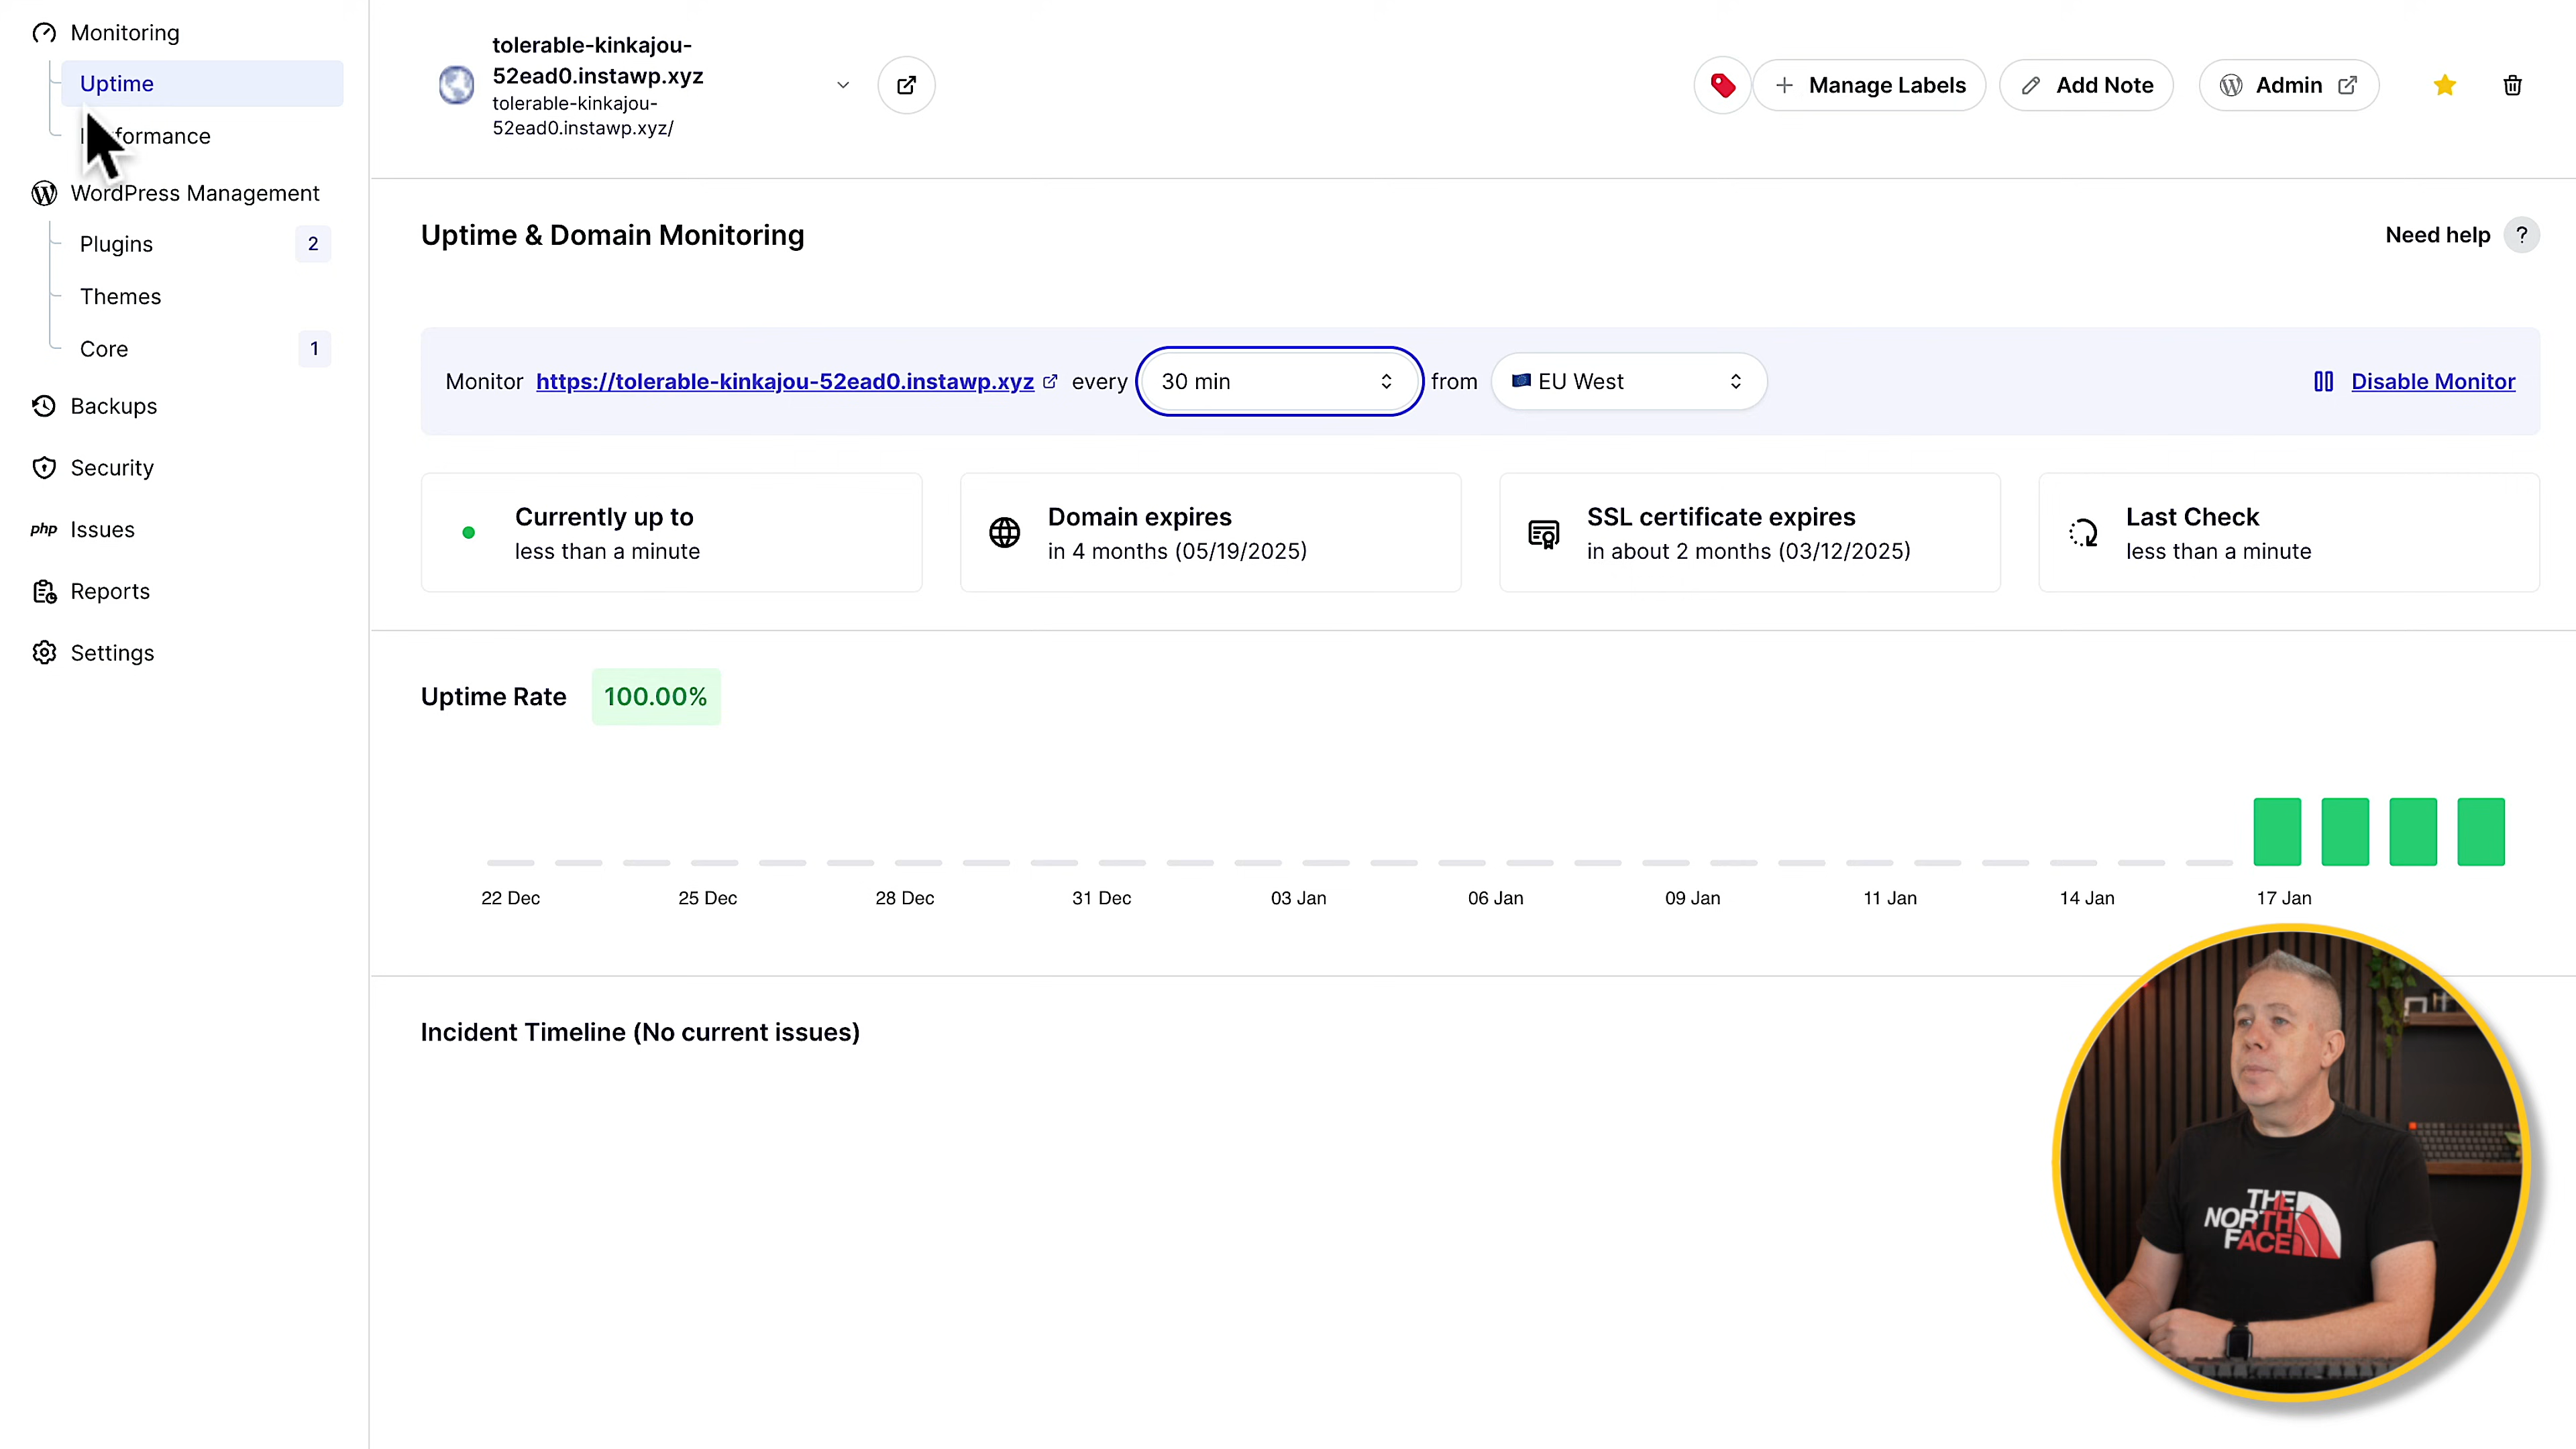 Monitoring
Uptime
formance
WordPress Management
Plugins 2
Themes
Core 1
Backups
Security
php Issues
Reports
Settings
tolerable-kinkajou-
52ead0.instawp.xyz
tolerable-kinkajou-
52ead0.instawp.xyz/
Manage Labels
Add Note
Admin
Uptime & Domain Monitoring
Need help ?
Monitor https://tolerable-kinkajou-52ead0.instawp.xyz every 30 min from EU West
Disable Monitor
Currently up to
less than a minute
Domain expires
in 4 months (05/19/2025)
SSL certificate expires
in about 2 months (03/12/2025)
Last Check
less than a minute
Uptime Rate 100.00%
22 Dec 25 Dec 28 Dec 31 Dec 03 Jan 06 Jan 09 Jan 11 Jan 14 Jan 17 Jan
Incident Timeline (No current issues)
THE
NORTH
FACE